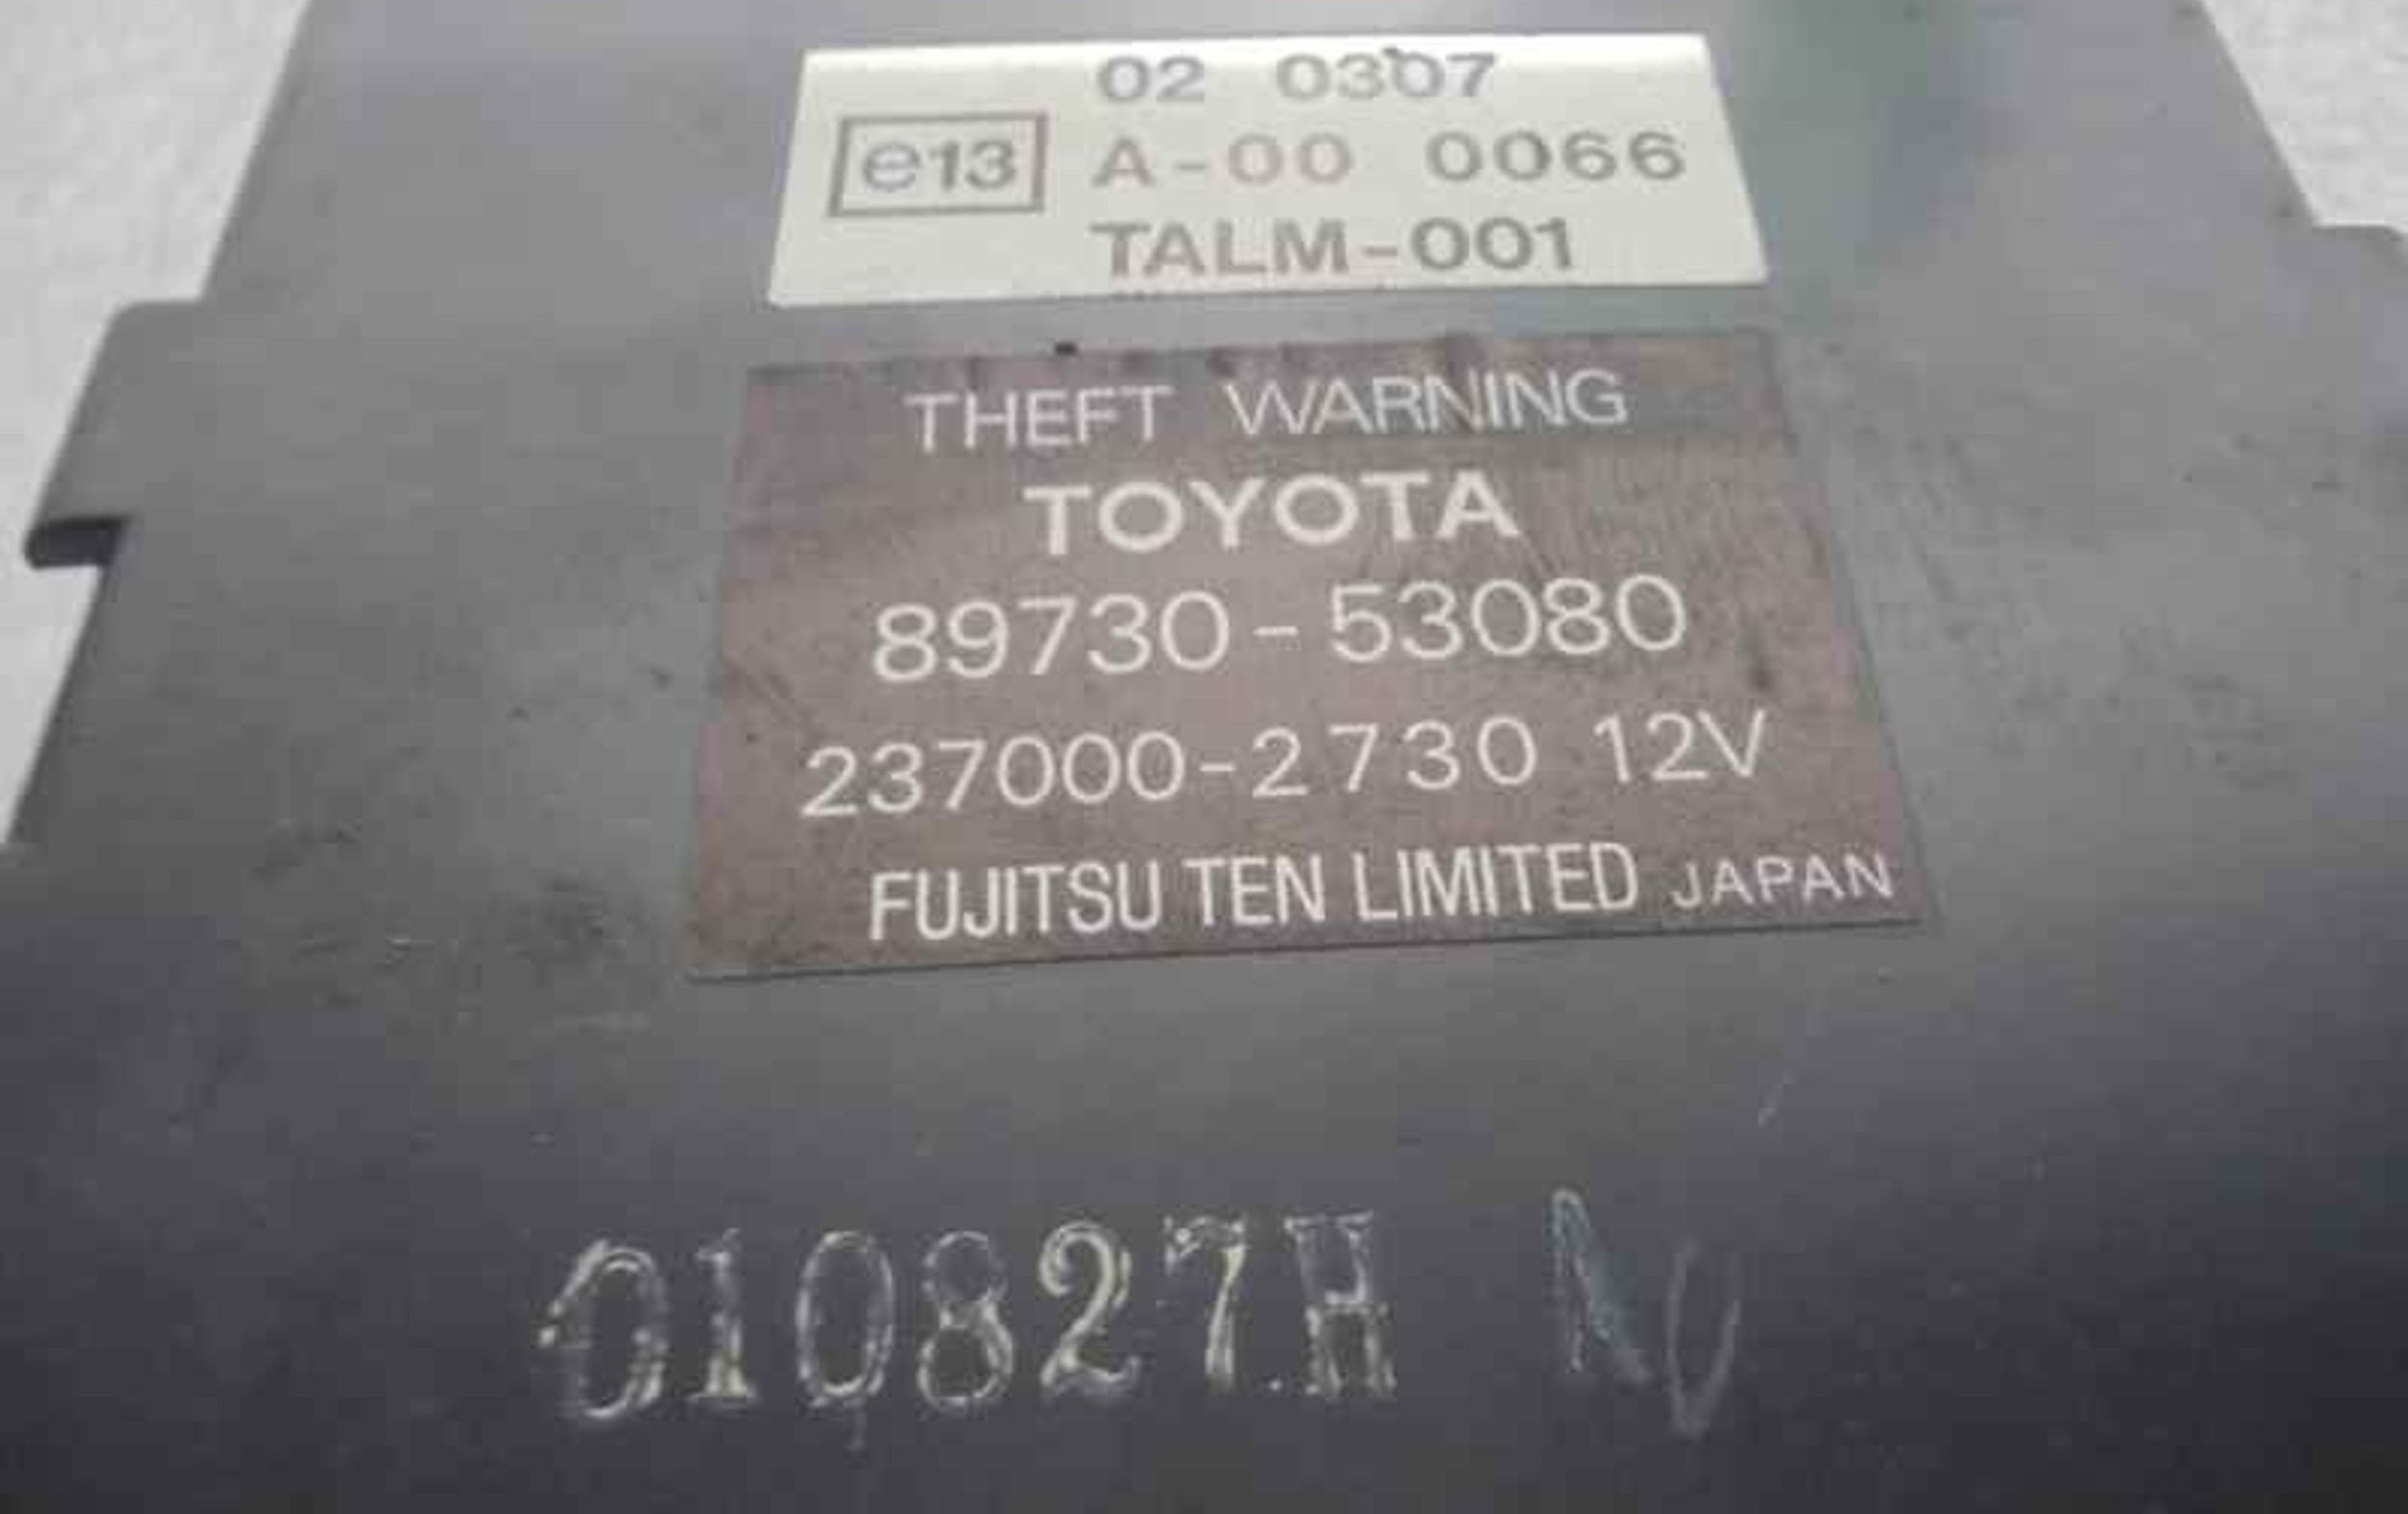 02 0307
e13 A-00 0066
TALM-001
THEFT WARNING
TOYOTA
89730-53080
237000-2730 12V
FUJITSU TEN LIMITED JAPAN
010827.H